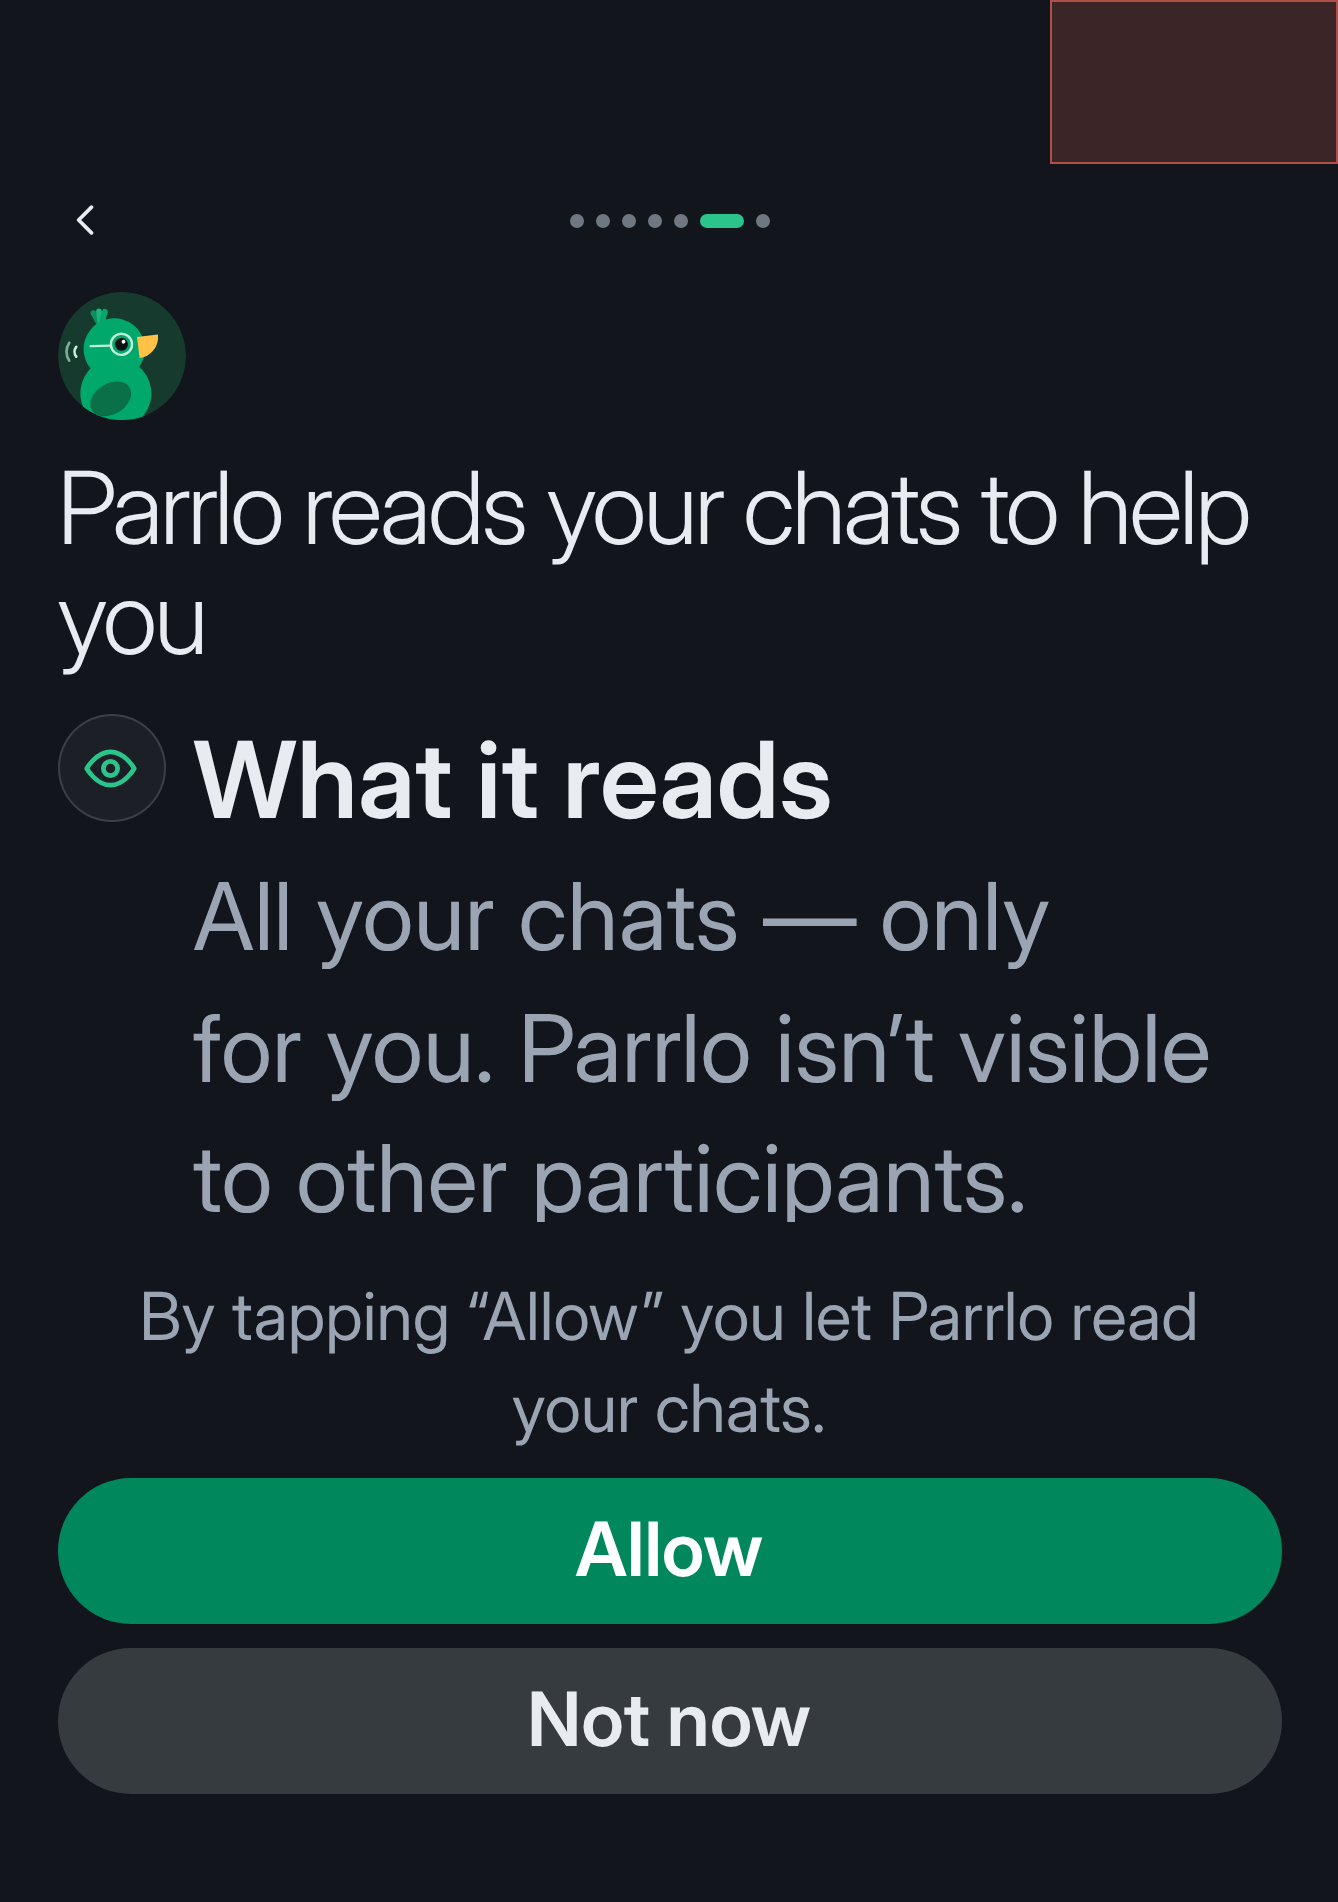 Parrlo reads your chats to help
you
What it reads
All your chats — only
for you. Parrlo isn’t visible
to other participants.
By tapping “Allow” you let Parrlo read
your chats.
Allow
Not now